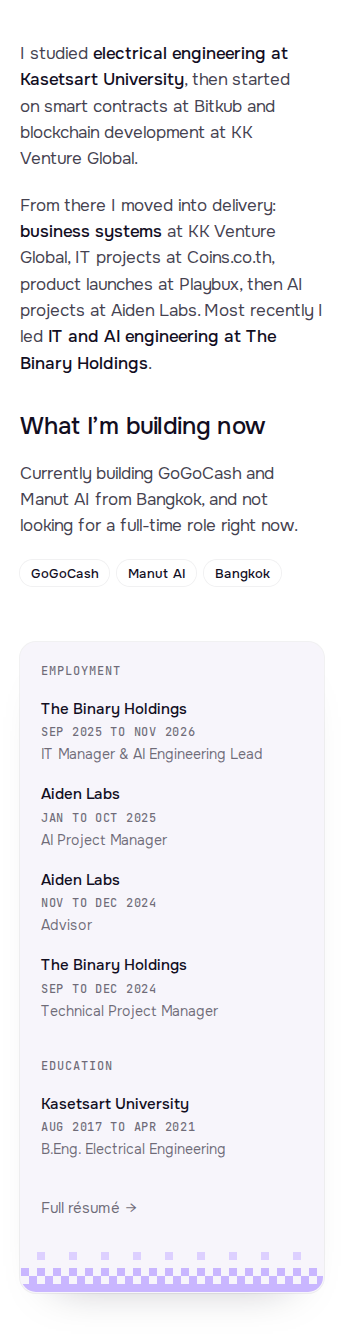 I studied electrical engineering at
Kasetsart University, then started
on smart contracts at Bitkub and
blockchain development at KK
Venture Global.
From there I moved into delivery:
business systems at KK Venture
Global, IT projects at Coins.co.th,
product launches at Playbux, then AI
projects at Aiden Labs. Most recently I
led IT and AI engineering at The
Binary Holdings.
What I’m building now
Currently building GoGoCash and
Manut AI from Bangkok, and not
looking for a full-time role right now.
GoGoCash Manut AI Bangkok
EMPLOYMENT
The Binary Holdings
SEP 2025 TO NOV 2026
IT Manager & AI Engineering Lead
Aiden Labs
JAN TO OCT 2025
AI Project Manager
Aiden Labs
NOV TO DEC 2024
Advisor
The Binary Holdings
SEP TO DEC 2024
Technical Project Manager
EDUCATION
Kasetsart University
AUG 2017 TO APR 2021
B.Eng. Electrical Engineering
Full résumé →